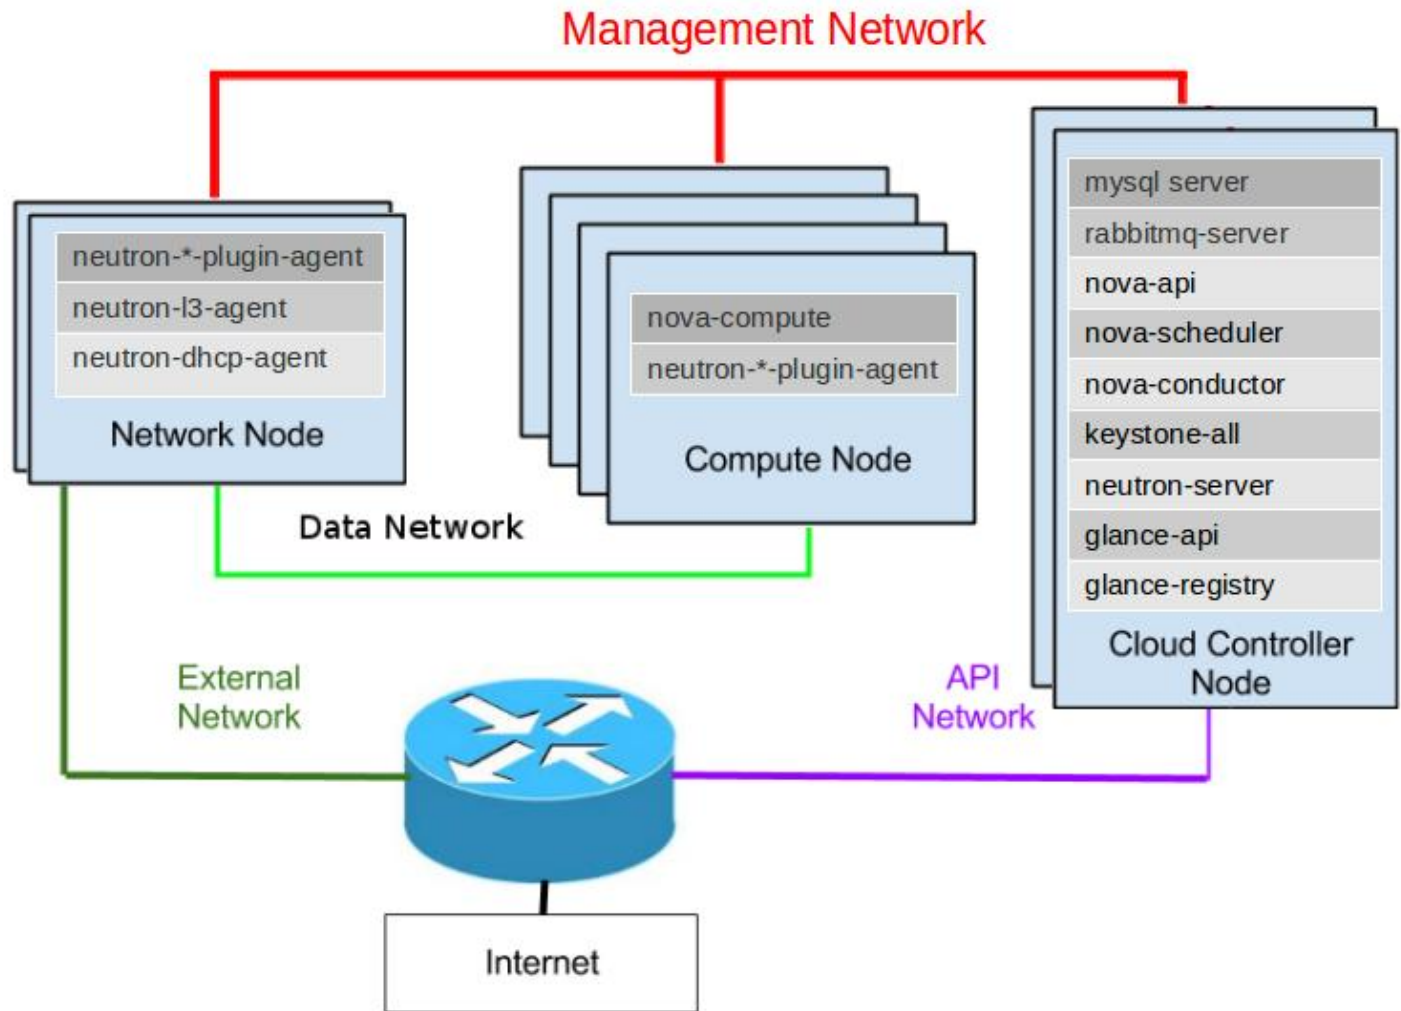 Management Network
neutron-*-plugin-agent
neutron-l3-agent
neutron-dhcp-agent
Network Node
nova-compute
neutron-*-plugin-agent
Compute Node
mysql server
rabbitmq-server
nova-api
nova-scheduler
nova-conductor
keystone-all
neutron-server
glance-api
glance-registry
Cloud Controller
Node
Data Network
External
Network
API
Network
Internet